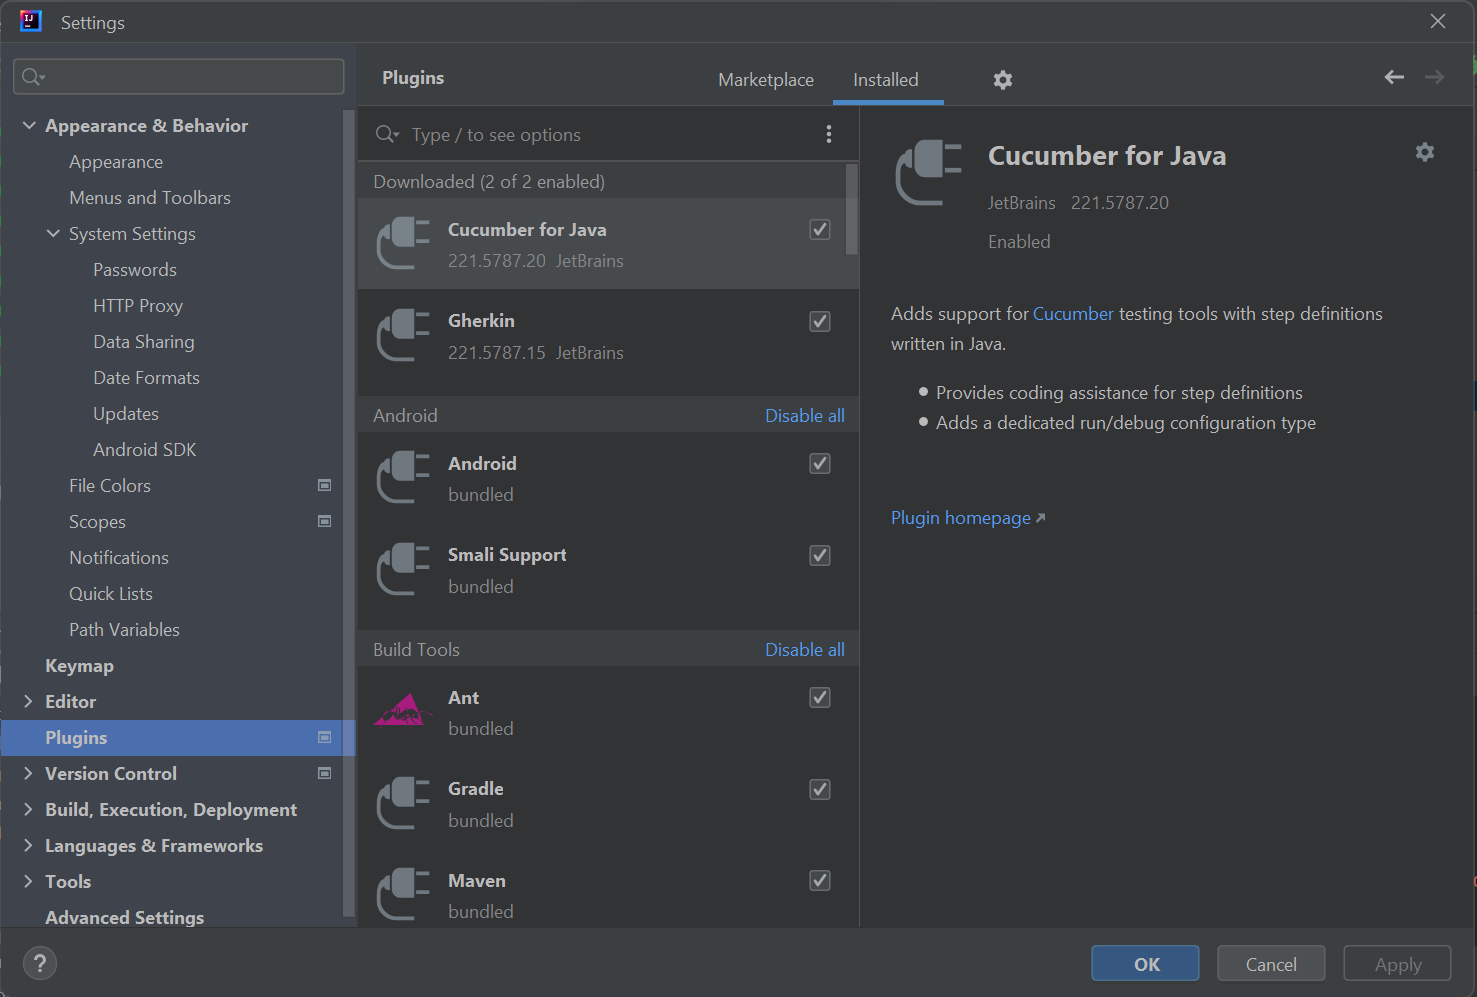 Settings
Appearance & Behavior
Appearance
Menus and Toolbars
System Settings
Passwords
HTTP Proxy
Data Sharing
Date Formats
Updates
Android SDK
File Colors
Scopes
Notifications
Quick Lists
Path Variables
Keymap
Editor
Plugins
Version Control
Build, Execution, Deployment
Languages & Frameworks
Tools
Advanced Settings
Plugins
Marketplace
Installed
Type / to see options
Downloaded (2 of 2 enabled)
Cucumber for Java
221.5787.20 JetBrains
Gherkin
221.5787.15 JetBrains
Android Disable all
Android
bundled
Smali Support
bundled
Build Tools Disable all
Ant
bundled
Gradle
bundled
Maven
bundled
Cucumber for Java
JetBrains 221.5787.20
Enabled
Adds support for Cucumber testing tools with step definitions
written in Java.
Provides coding assistance for step definitions
Adds a dedicated run/debug configuration type
Plugin homepage
?
OK
Cancel
Apply